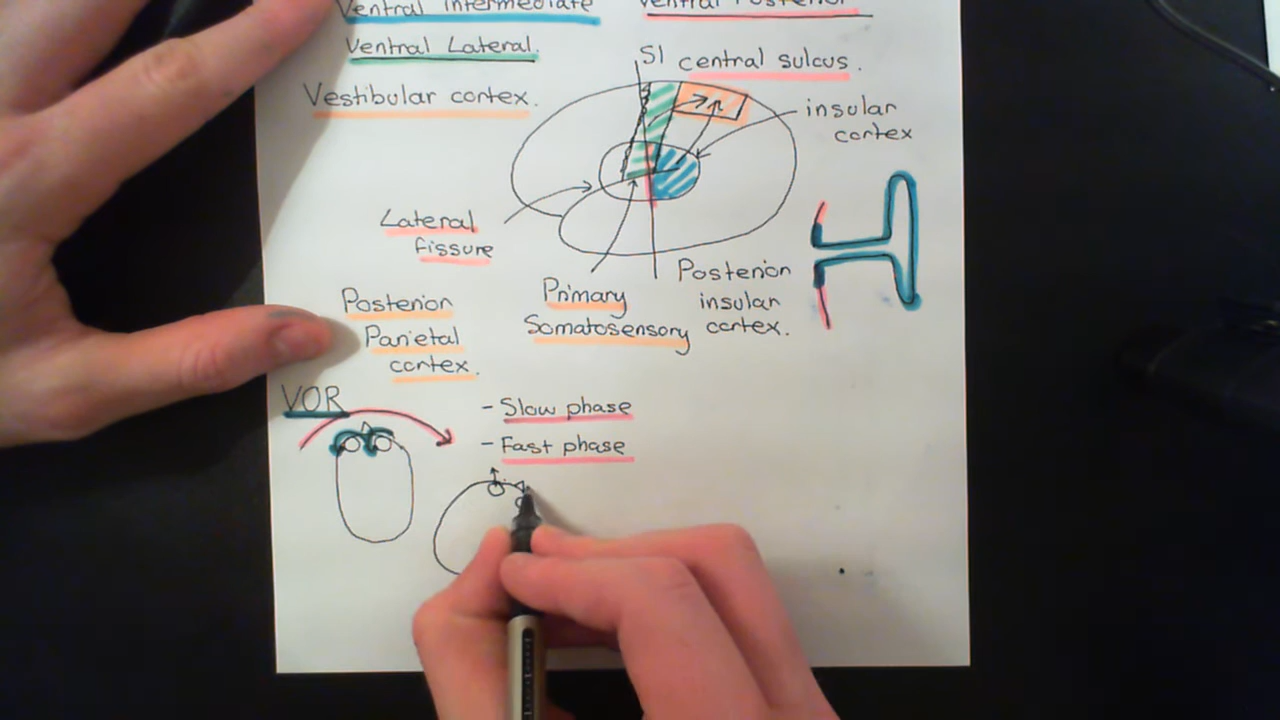 Ventral Intermediate
Ventral Posterior
Ventral Lateral.
S1 central sulcus.
Vestibular cortex.
insular
cortex
Lateral
fissure
Primary
Somatosensory
Posterior
insular
cortex.
Posterior
Parietal
cortex.
VOR
- Slow phase
- Fast phase